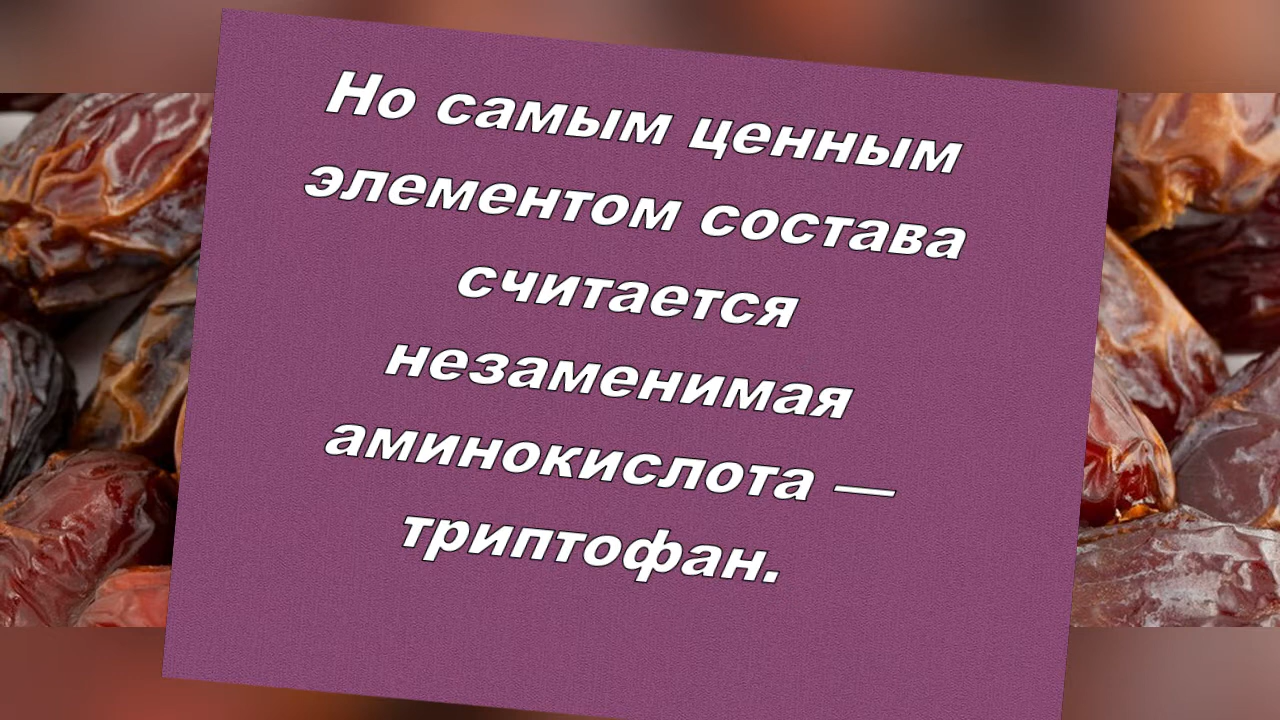 Но самым ценным
элементом состава
считается
незаменимая
аминокислота —
триптофан.